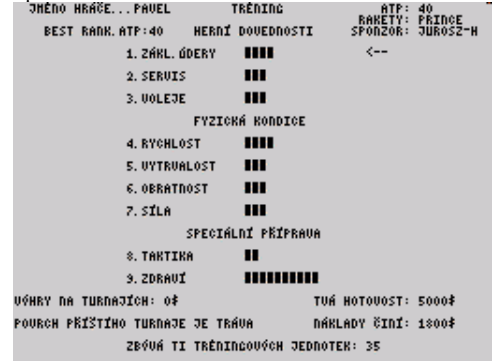 JMÉNO HRÁČE...PAVEL TRÉNING ATP: 40
RAKETY: PRINCE
BEST RANK.ATP:40 HERNÍ DOVEDNOSTI SPONZOR: JUROSZ-H
1. ZÁKL. ÚDERY <--
2. SERVIS
3. VOLEJE
FYZICKÁ KONDICE
4. RYCHLOST
5. VYTRVALOST
6. OBRATNOST
7. SÍLA
SPECIÁLNÍ PŘÍPRAVA
8. TAKTIKA
9. ZDRAVÍ
VÝHRY NA TURNAJÍCH: 0$ TVÁ HOTOVOST: 5000$
POVRCH PŘÍŠTÍHO TURNAJE JE TRÁVA NÁKLADY ČINÍ: 1800$
ZBÝVÁ TI TRÉNINGOVÝCH JEDNOTEK: 35